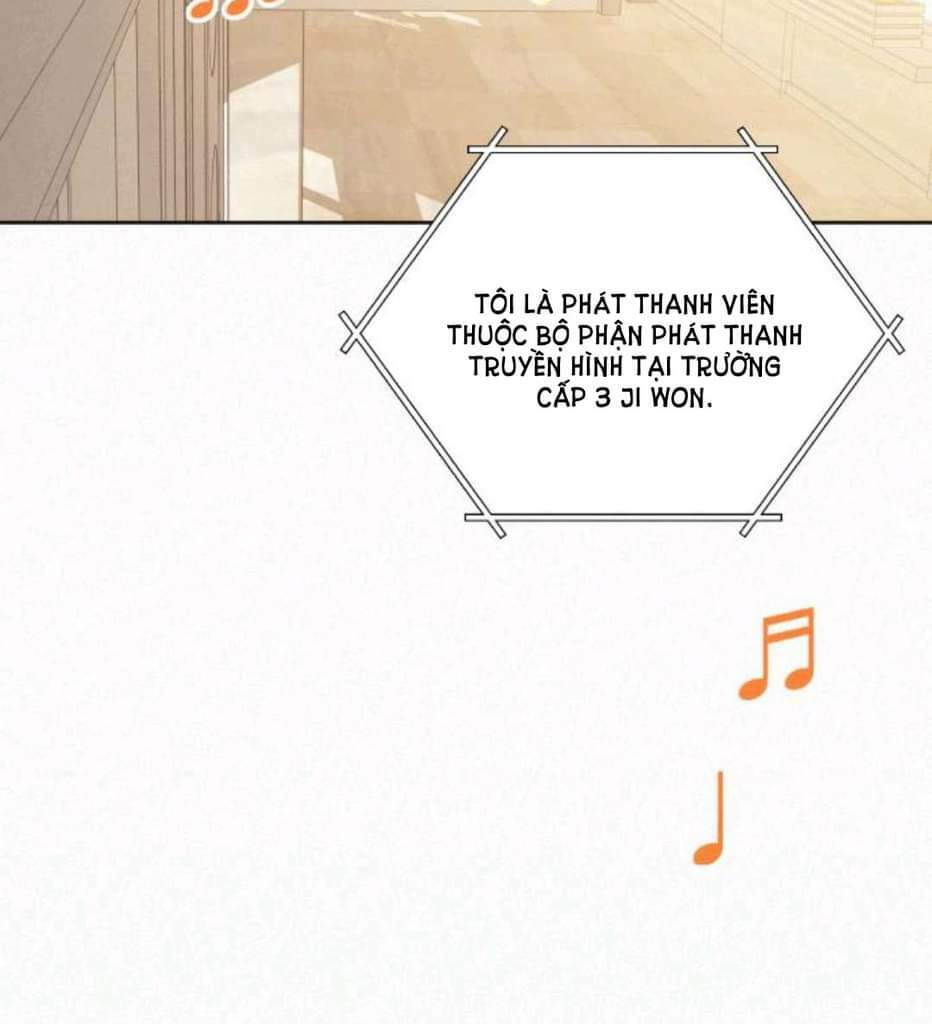 TÔI LÀ PHÁT THANH VIÊN
THUỘC BỘ PHẬN PHÁT THANH
TRUYỀN HÌNH TẠI TRƯỜNG
CẤP 3 JI WON.